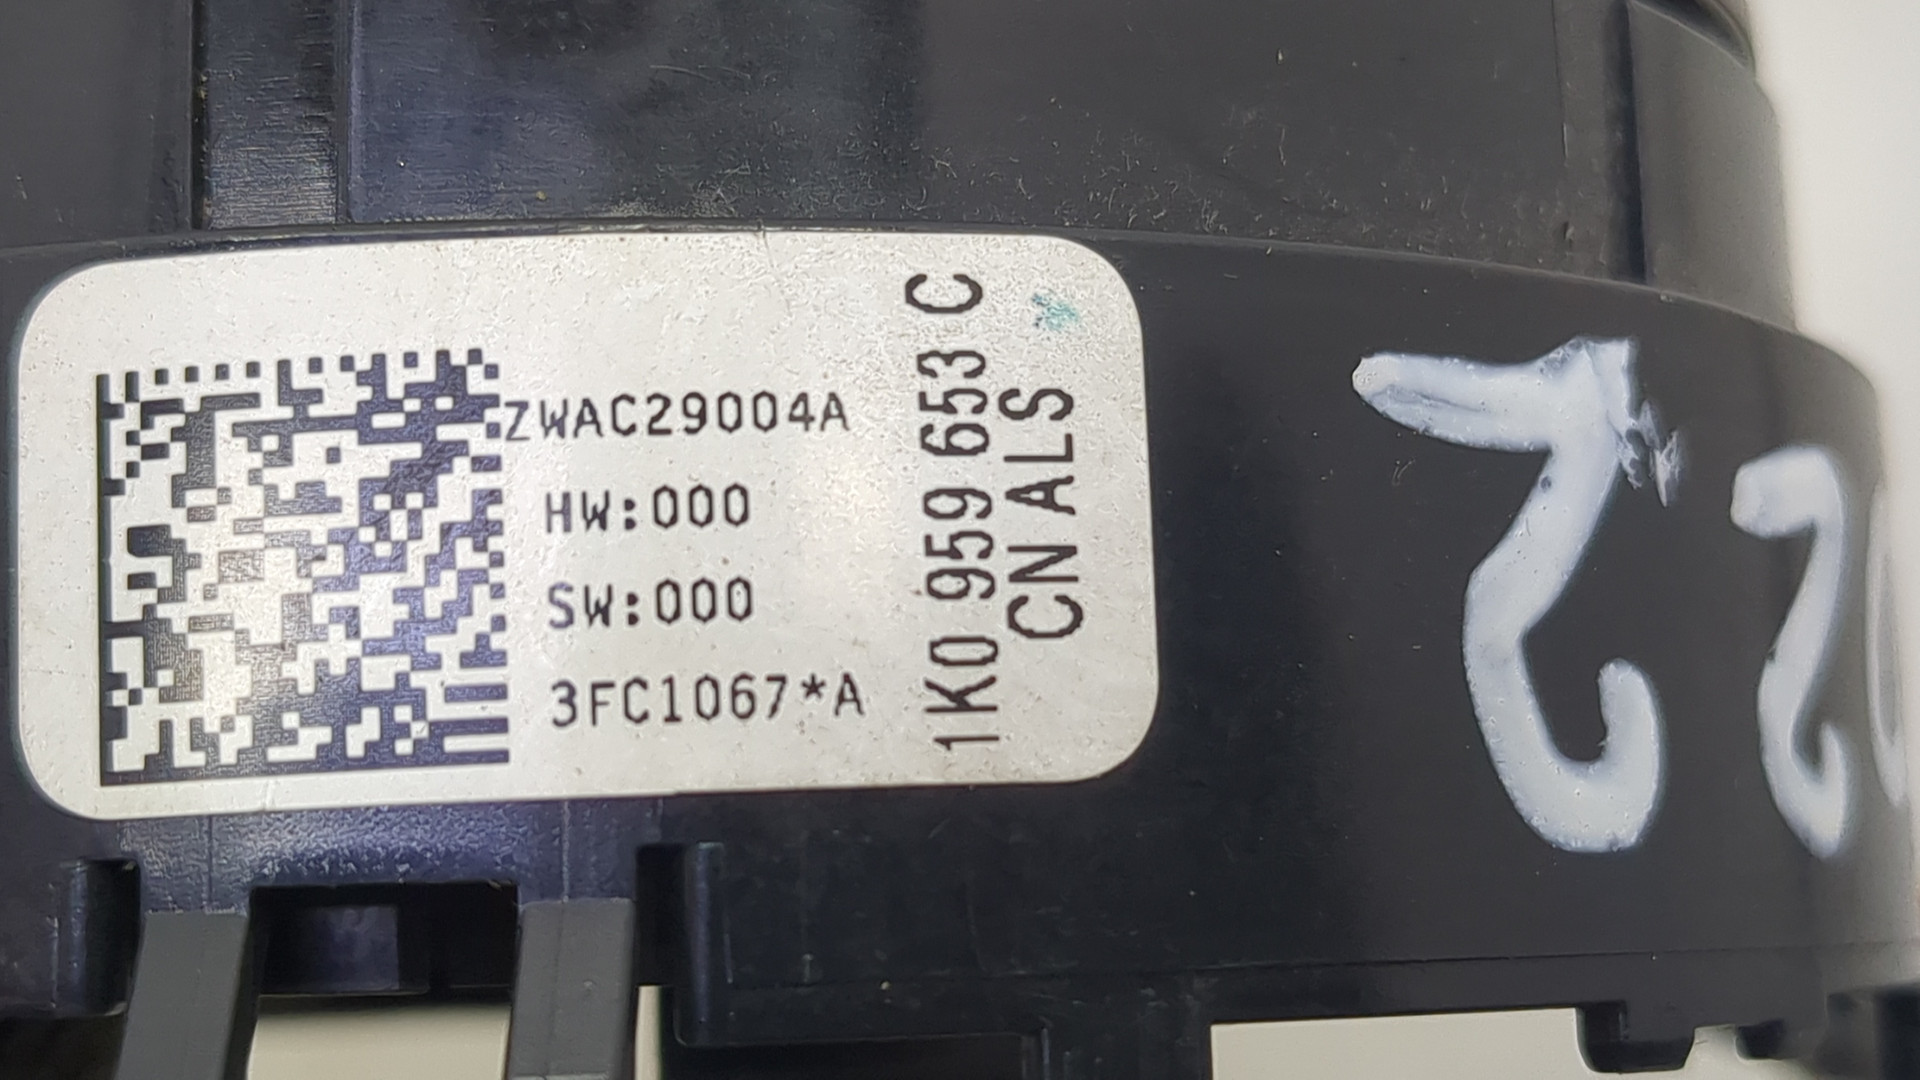 ZWAC29004A
HW:000
SW:000
3FC1067*A
1K0 959 653 C
CN ALS